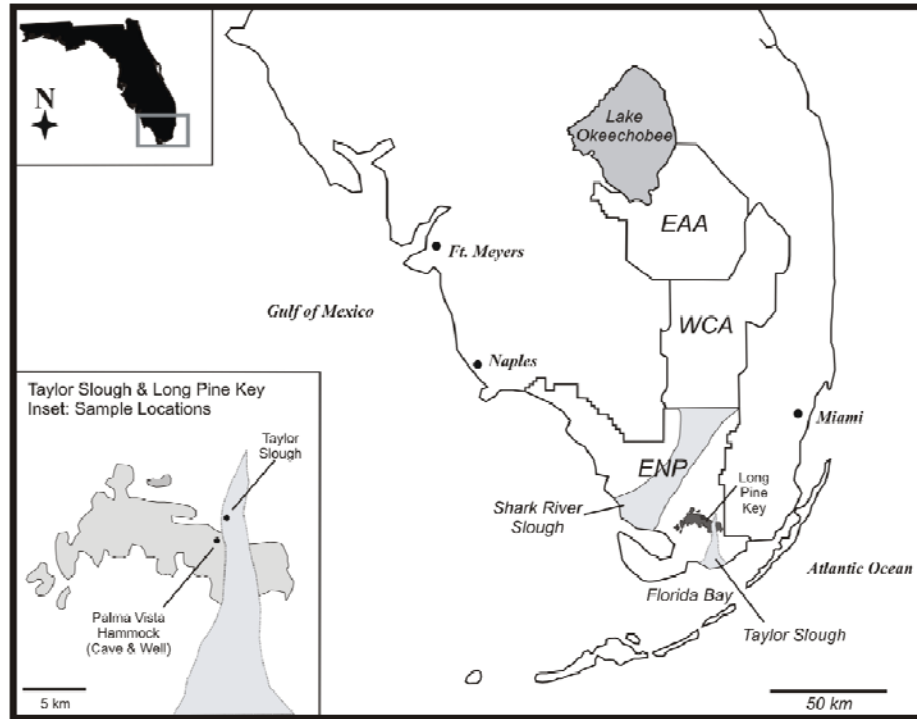 N
Lake
Okeechobee
EAA
Ft. Meyers
Gulf of Mexico
WCA
Naples
Miami
ENP
Long
Pine
Key
Shark River
Slough
Atlantic Ocean
Florida Bay
Taylor Slough
50 km
Taylor Slough & Long Pine Key
Inset: Sample Locations
Taylor
Slough
Palma Vista
Hammock
(Cave & Well)
5 km